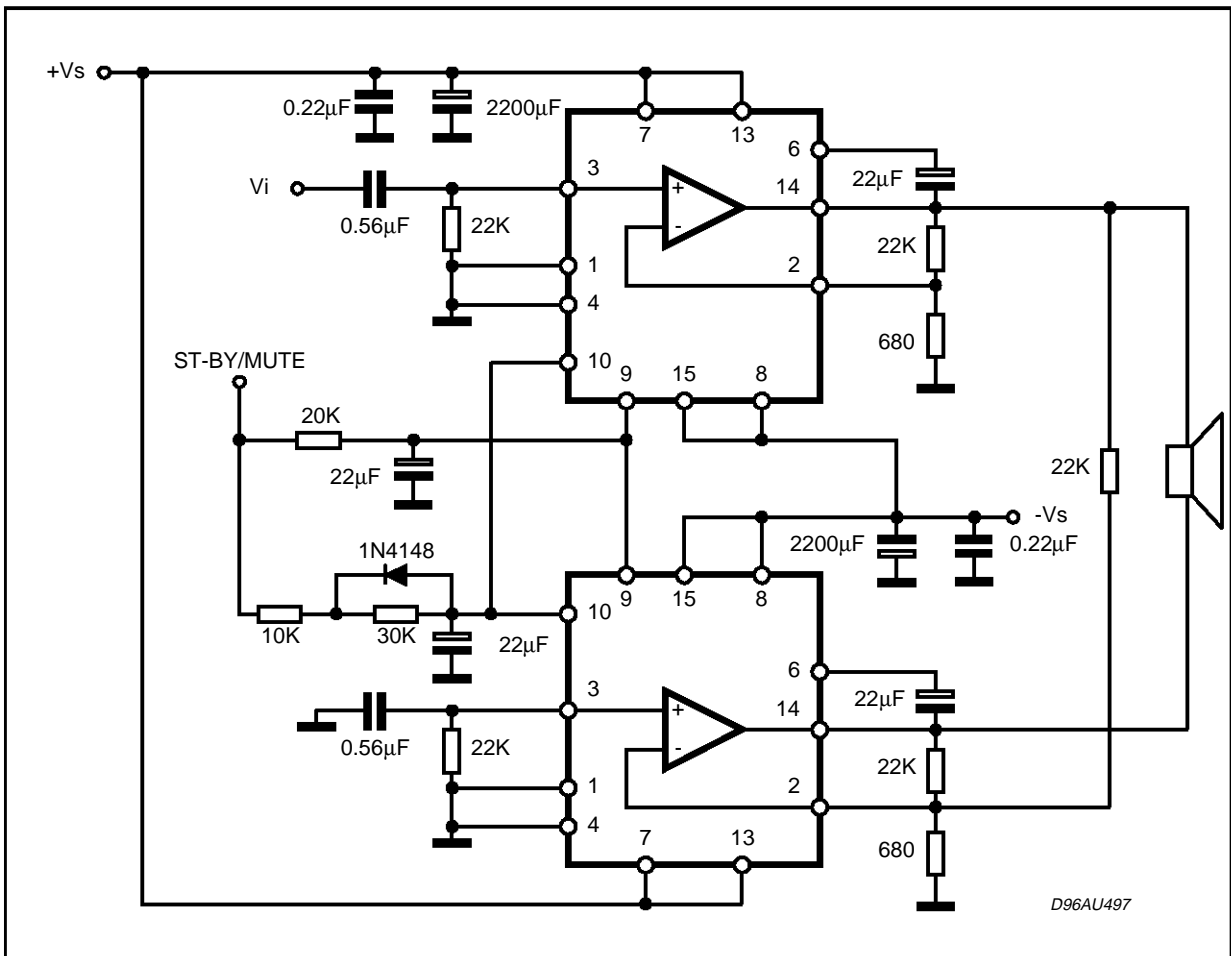 +Vs
0.22µF
2200µF
7
13
6
Vi
3
+
14
22µF
0.56µF
22K
-
22K
1
2
4
680
ST-BY/MUTE
10
9
15
8
20K
22µF
22K
-Vs
1N4148
2200µF
0.22µF
10
9
15
8
10K
30K
22µF
6
3
+
14
22µF
0.56µF
22K
-
22K
1
2
4
7
13
680
D96AU497